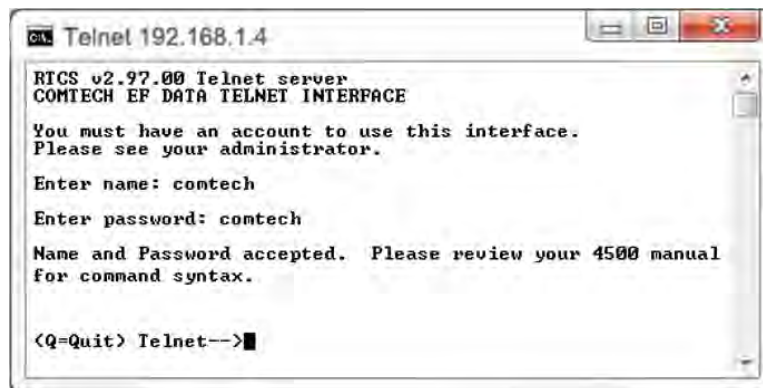 Telnet 192.168.1.4
RTCS v2.97.00 Telnet server
COMTECH EF DATA TELNET INTERFACE
You must have an account to use this interface.
Please see your administrator.
Enter name: comtech
Enter password: comtech
Name and Password accepted.  Please review your 4500 manual
for command syntax.
(Q=Quit) Telnet-->